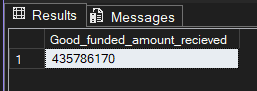 Results Messages
Good_funded_amount_recieved
1 435786170